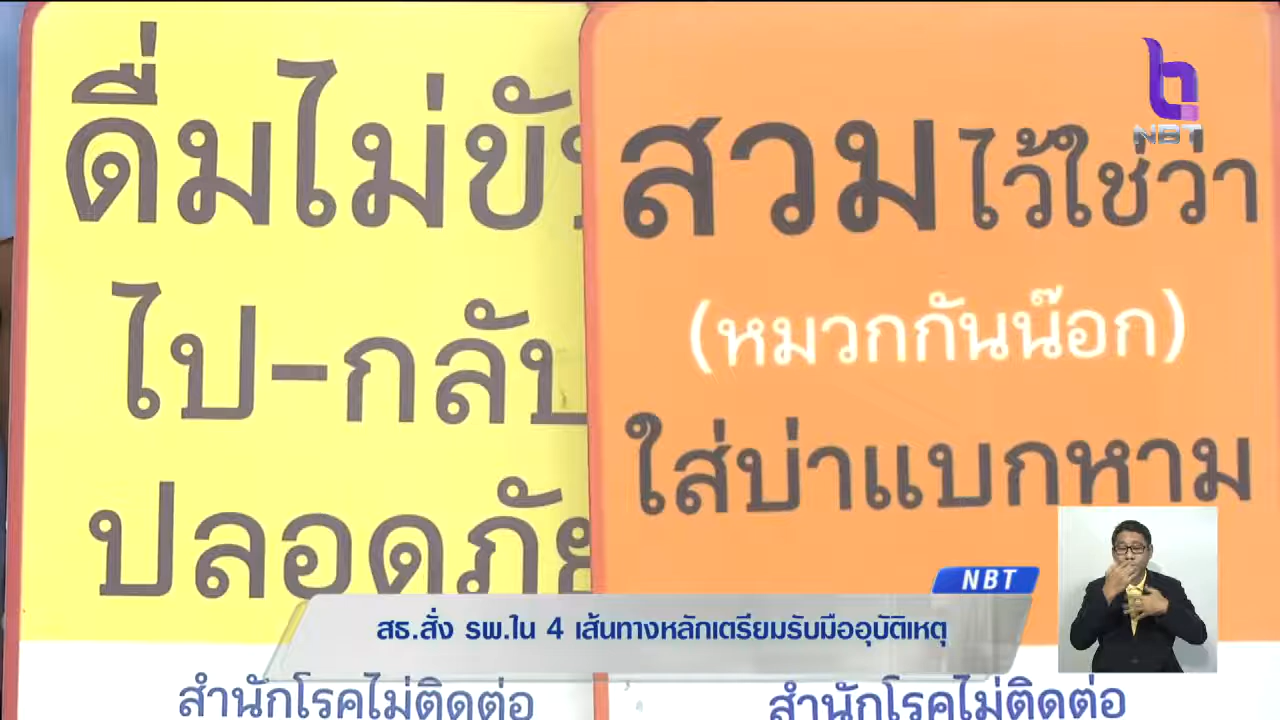 ดื่มไม่ขั
ไป-กลับ
ปลอดภัย
สำนักโรคไม่ติดต่อ
สวมไว้ใช่ว่า
(หมวกกันน๊อก)
ใส่บ่าแบกหาม
สำนักโรคไม่ติดต่อ
NBT
NBT
สธ.สั่ง รพ.ใน 4 เส้นทางหลักเตรียมรับมืออุบัติเหตุ